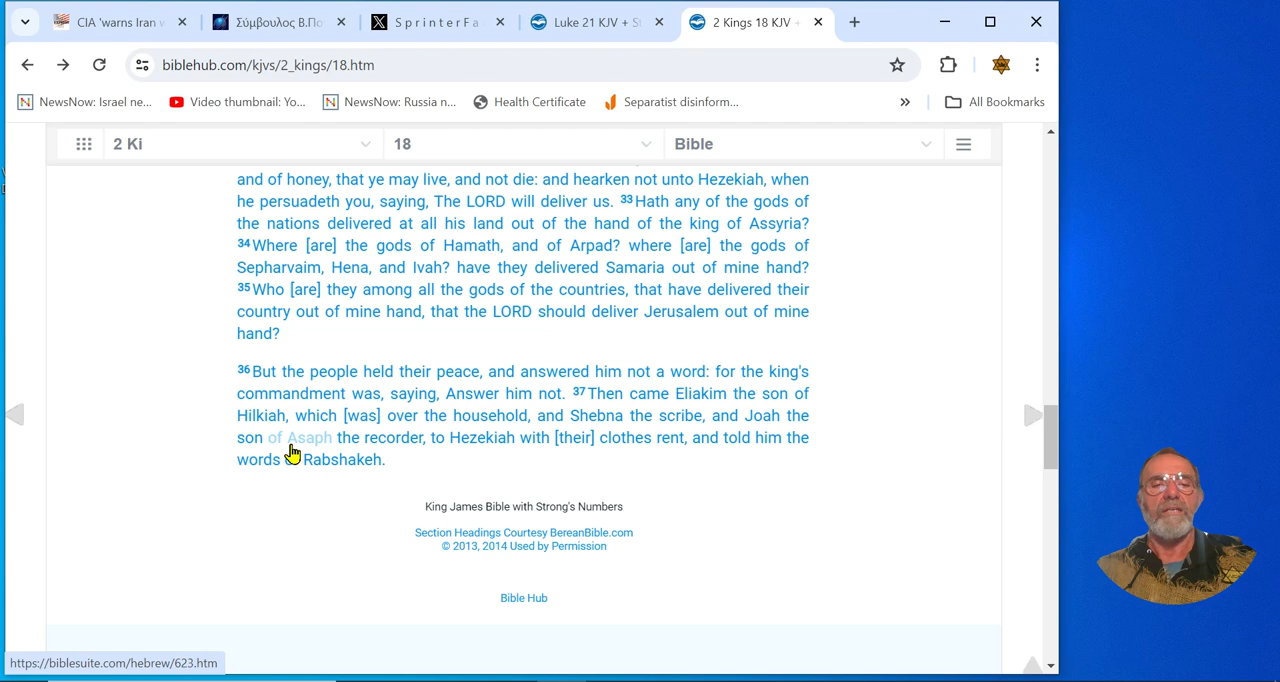 CIA 'warns Iran
Σύμβουλος Β.Πο
SprinterFa
Luke 21 KJV + St
2 Kings 18 KJV +
biblehub.com/kjvs/2_kings/18.htm
NewsNow: Israel ne...
Video thumbnail: Yo...
NewsNow: Russia n...
Health Certificate
Separatist disinform...
» All Bookmarks
2 Ki
18
Bible
and of honey, that ye may live, and not die: and hearken not unto Hezekiah, when
he persuadeth you, saying, The LORD will deliver us. 33Hath any of the gods of
the nations delivered at all his land out of the hand of the king of Assyria?
34Where [are] the gods of Hamath, and of Arpad? where [are] the gods of
Sepharvaim, Hena, and Ivah? have they delivered Samaria out of mine hand?
35Who [are] they among all the gods of the countries, that have delivered their
country out of mine hand, that the LORD should deliver Jerusalem out of mine
hand?
36But the people held their peace, and answered him not a word: for the king's
commandment was, saying, Answer him not. 37Then came Eliakim the son of
Hilkiah, which [was] over the household, and Shebna the scribe, and Joah the
son of Asaph the recorder, to Hezekiah with [their] clothes rent, and told him the
words Rabshakeh.
King James Bible with Strong's Numbers
Section Headings Courtesy BereanBible.com
© 2013, 2014 Used by Permission
Bible Hub
https://biblesuite.com/hebrew/623.htm